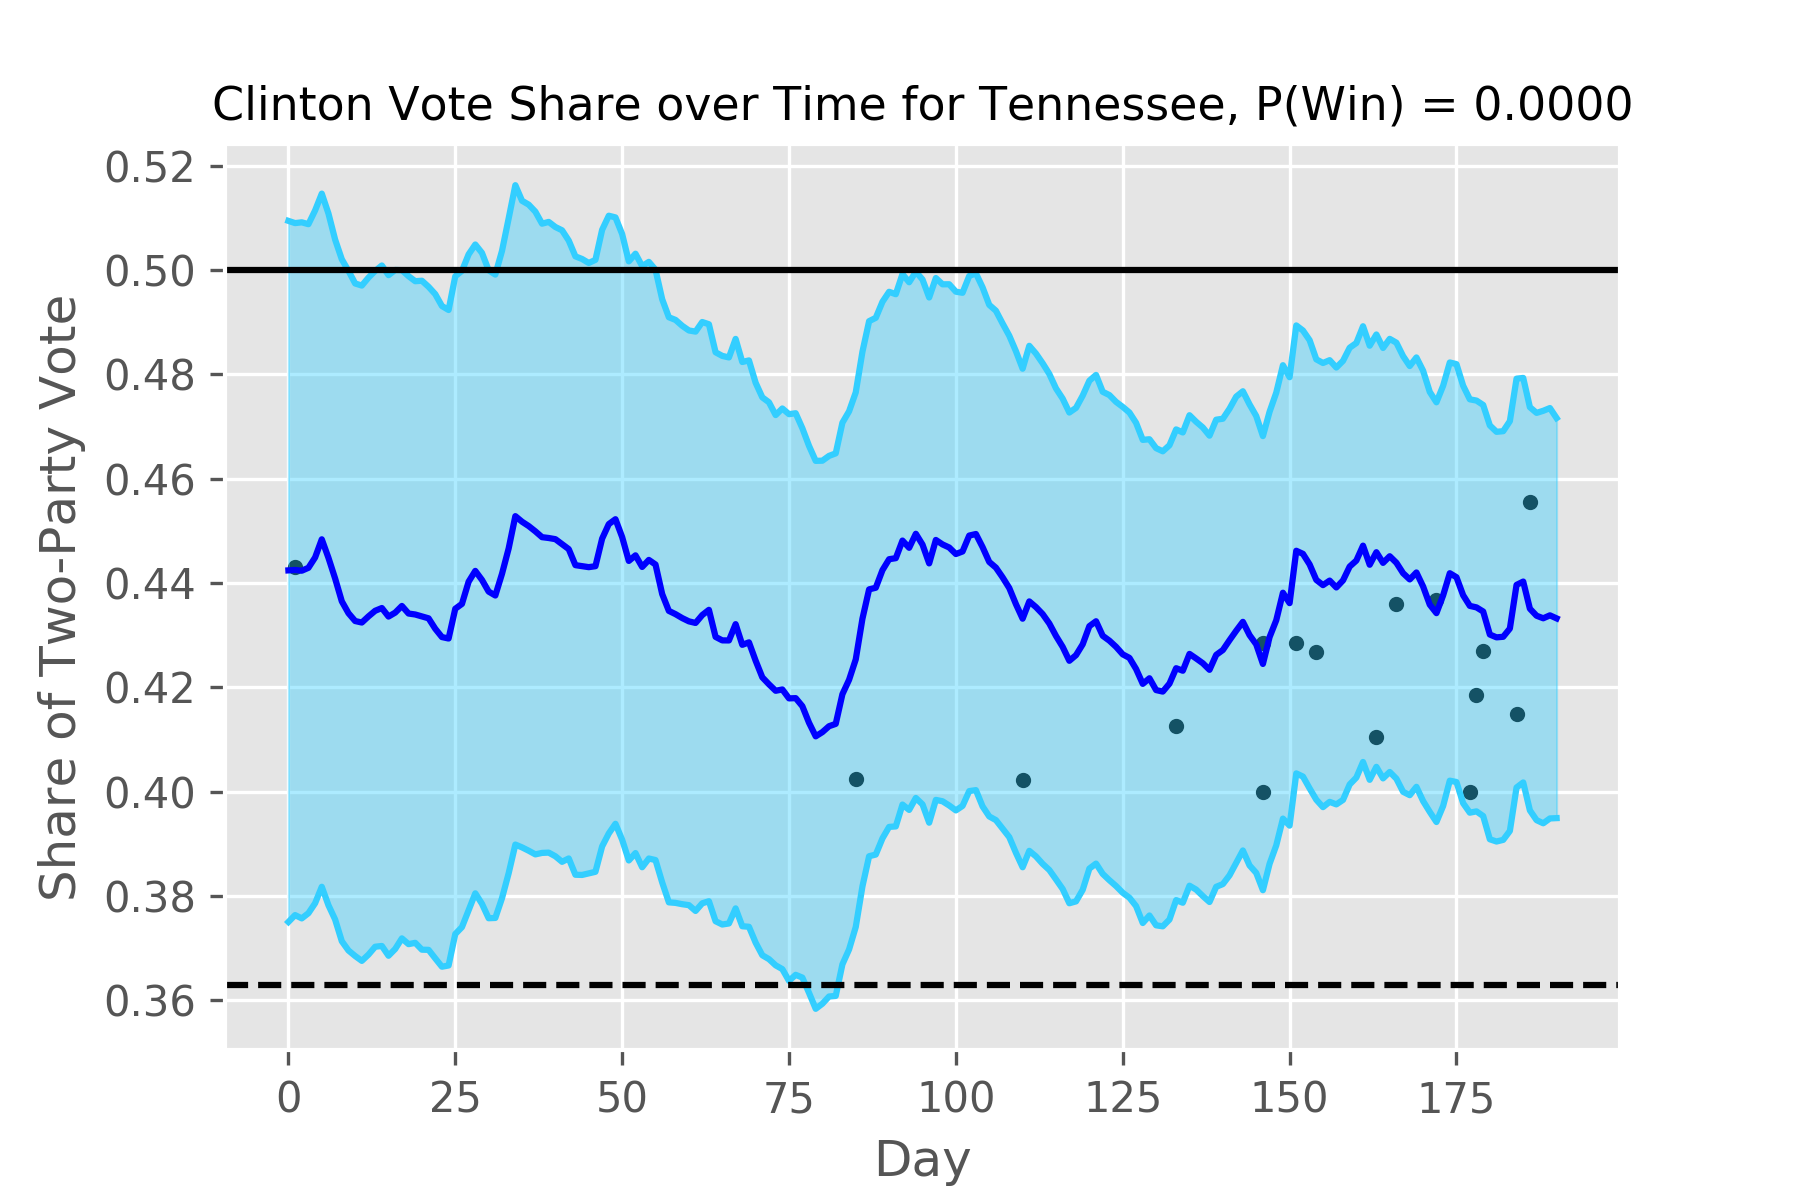 Clinton Vote Share over Time for Tennessee, P(Win) = 0.0000
Share of Two-Party Vote
0.52
0.50
0.48
0.46
0.44
0.42
0.40
0.38
0.36
0 25 50 75 100 125 150 175
Day